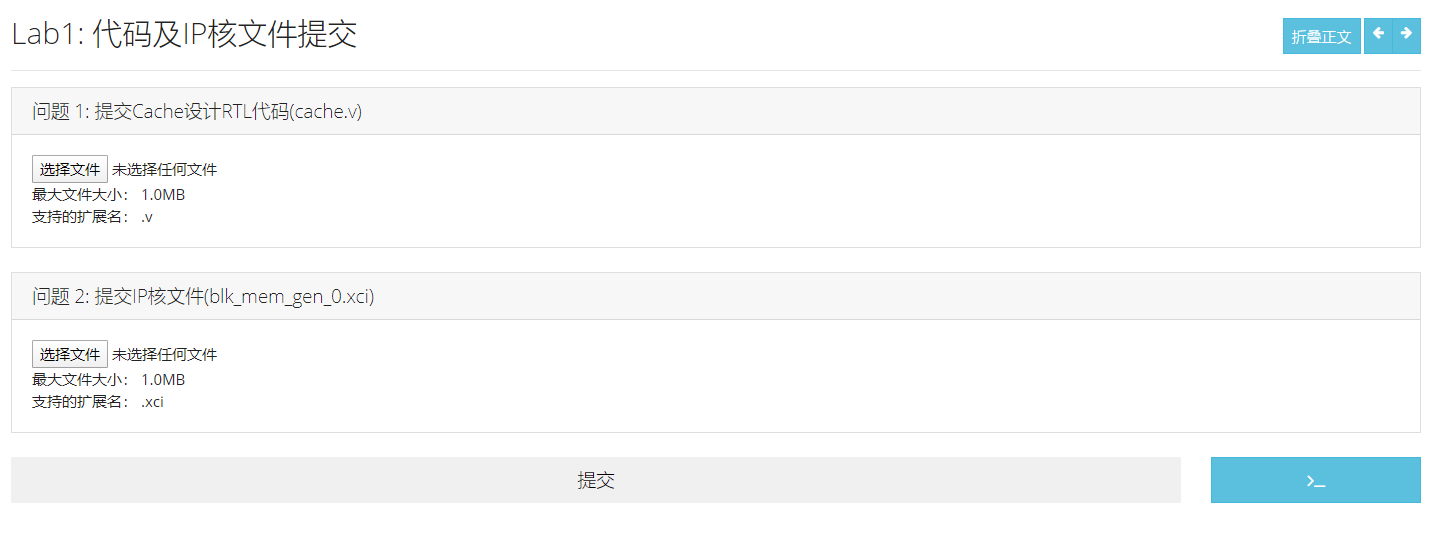 Lab1: 代码及IP核文件提交
折叠正文
问题 1: 提交Cache设计RTL代码(cache.v)
选择文件 未选择任何文件
最大文件大小： 1.0MB
支持的扩展名： .v
问题 2: 提交IP核文件(blk_mem_gen_0.xci)
选择文件 未选择任何文件
最大文件大小： 1.0MB
支持的扩展名： .xci
提交